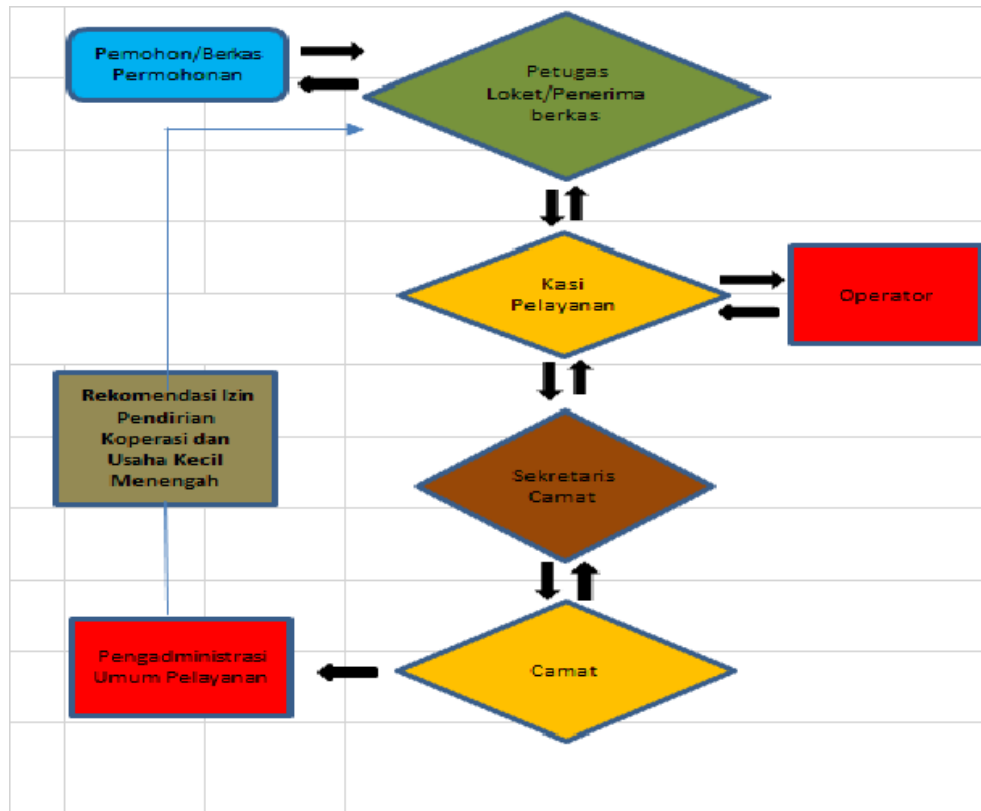 Pemohon/Berkas
Permohonan
Petugas
Loket/Penerima
berkas
Kasi
Pelayanan
Operator
Rekomendasi Izin
Pendirian
Koperasi dan
Usaha Kecil
Menengah
Sekretaris
Camat
Pengadministrasi
Umum Pelayanan
Camat